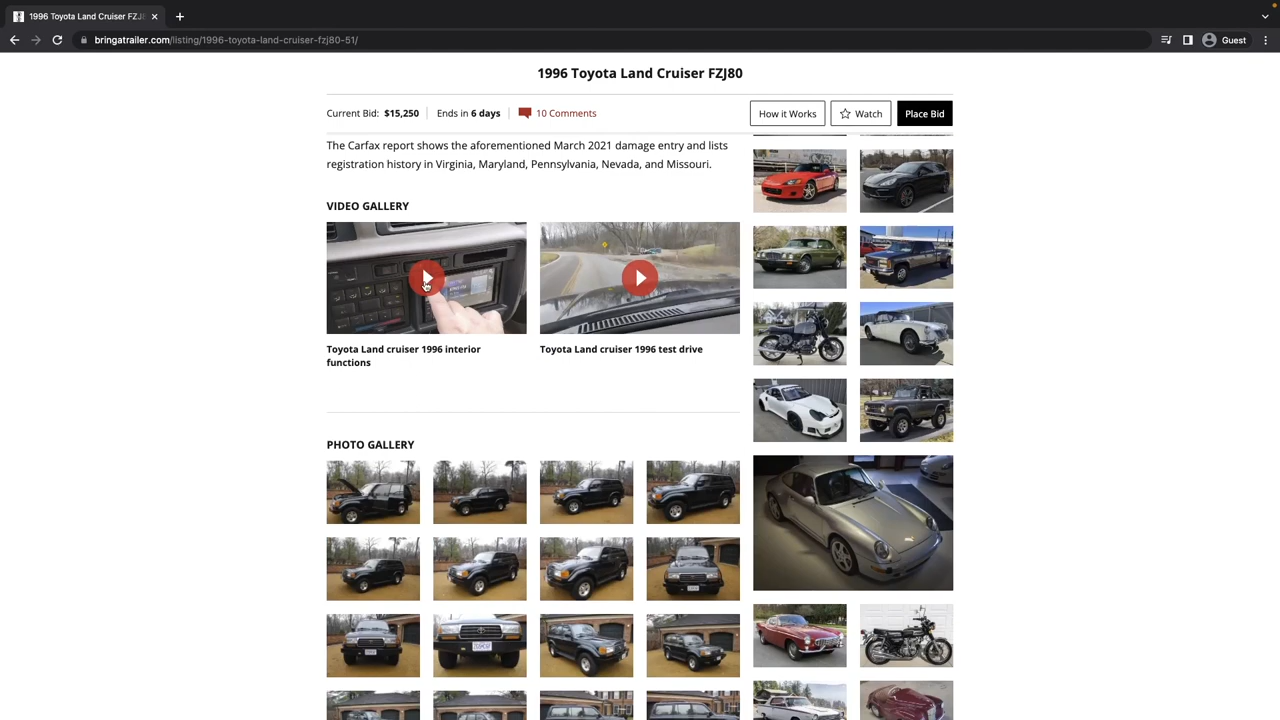 1996 Toyota Land Cruiser FZJ8
bringatrailer.com/listing/1996-toyota-land-cruiser-fzj80-51/
Guest
1996 Toyota Land Cruiser FZJ80
Current Bid: $15,250
Ends in 6 days
10 Comments
How it Works
Watch
Place Bid
The Carfax report shows the aforementioned March 2021 damage entry and lists
registration history in Virginia, Maryland, Pennsylvania, Nevada, and Missouri.
VIDEO GALLERY
Toyota Land cruiser 1996 interior
functions
Toyota Land cruiser 1996 test drive
PHOTO GALLERY